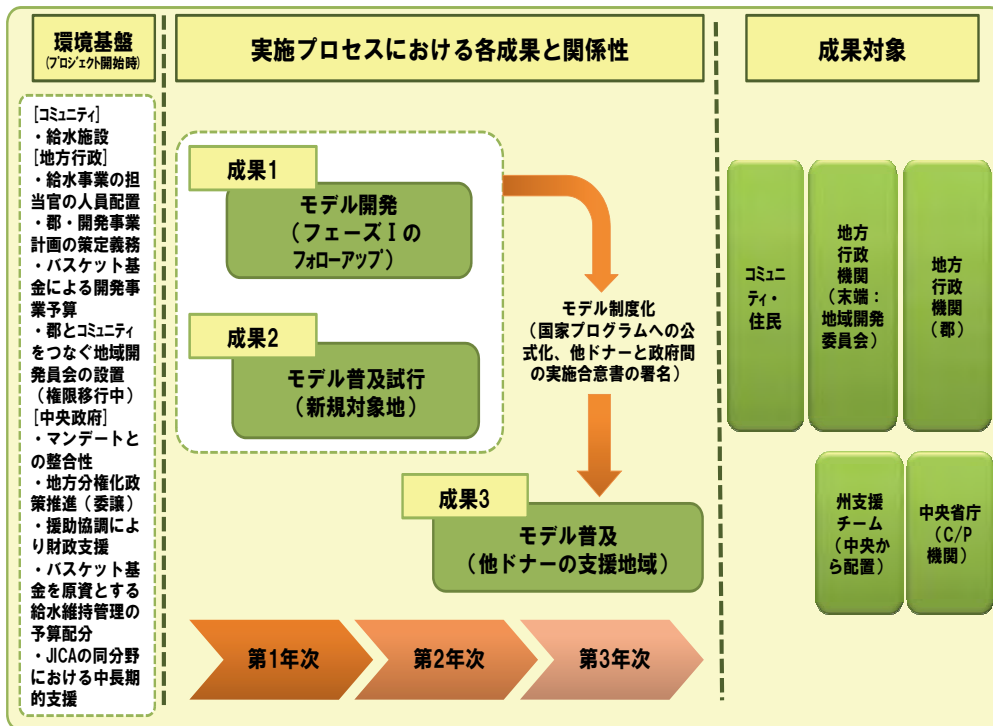 環境基盤
(ﾌﾟﾛｼﾞｪｸﾄ開始時)
[ｺﾐｭﾆﾃｨ]
・給水施設
[地方行政]
・給水事業の担
当官の人員配置
・郡・開発事業
計画の策定義務
・バスケット基
金による開発事
業予算
・郡とｺﾐｭﾆﾃｨ
をつなぐ地域開
発員会の設置
(権限移行中)
[中央政府]
・マンデートと
の整合性
・地方分権化政
策推進(委譲)
・援助協調によ
り財政支援
・バスケット基
金を原資とする
給水維持管理の
予算配分
・JICAの同分野
における中長期
的支援
実施プロセスにおける各成果と関係性
成果1
モデル開発
(フェーズⅠの
ﾌｫﾛｰｱｯﾌﾟ)
成果2
モデル普及試行
(新規対象地)
モデル制度化
(国家プログラムへの公
式化、他ドナーと政府間
の実施合意書の署名)
成果3
モデル普及
(他ドナーの支援地域)
第1年次
第2年次
第3年次
成果対象
コミュニ
ティ・
住民
地方
行政
機関
(末端:
地域開発
委員会)
地方
行政
機関
(郡)
州支援
チーム
(中央か
ら配置)
中央省庁
(C/P
機関)